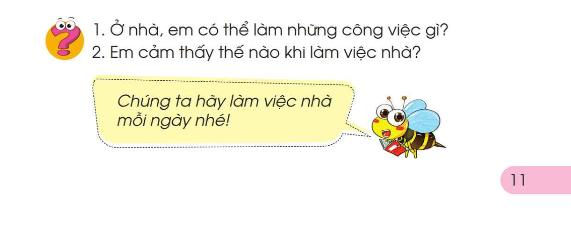 1. Ở nhà, em có thể làm những công việc gì?
2. Em cảm thấy thế nào khi làm việc nhà?
Chúng ta hãy làm việc nhà
mỗi ngày nhé!
11